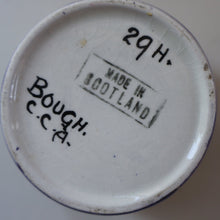 29H.
MADE IN
SCOTLAND
BOUGH.
C.C.A.